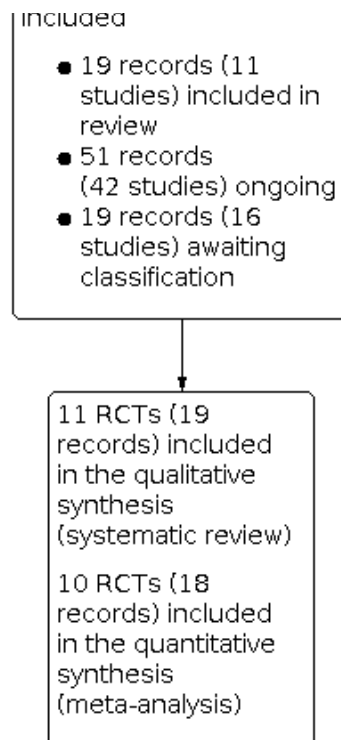 included
● 19 records (11
studies) included in
review
● 51 records
(42 studies) ongoing
● 19 records (16
studies) awaiting
classification
11 RCTs (19
records) included
in the qualitative
synthesis
(systematic review)
10 RCTs (18
records) included
in the quantitative
synthesis
(meta-analysis)